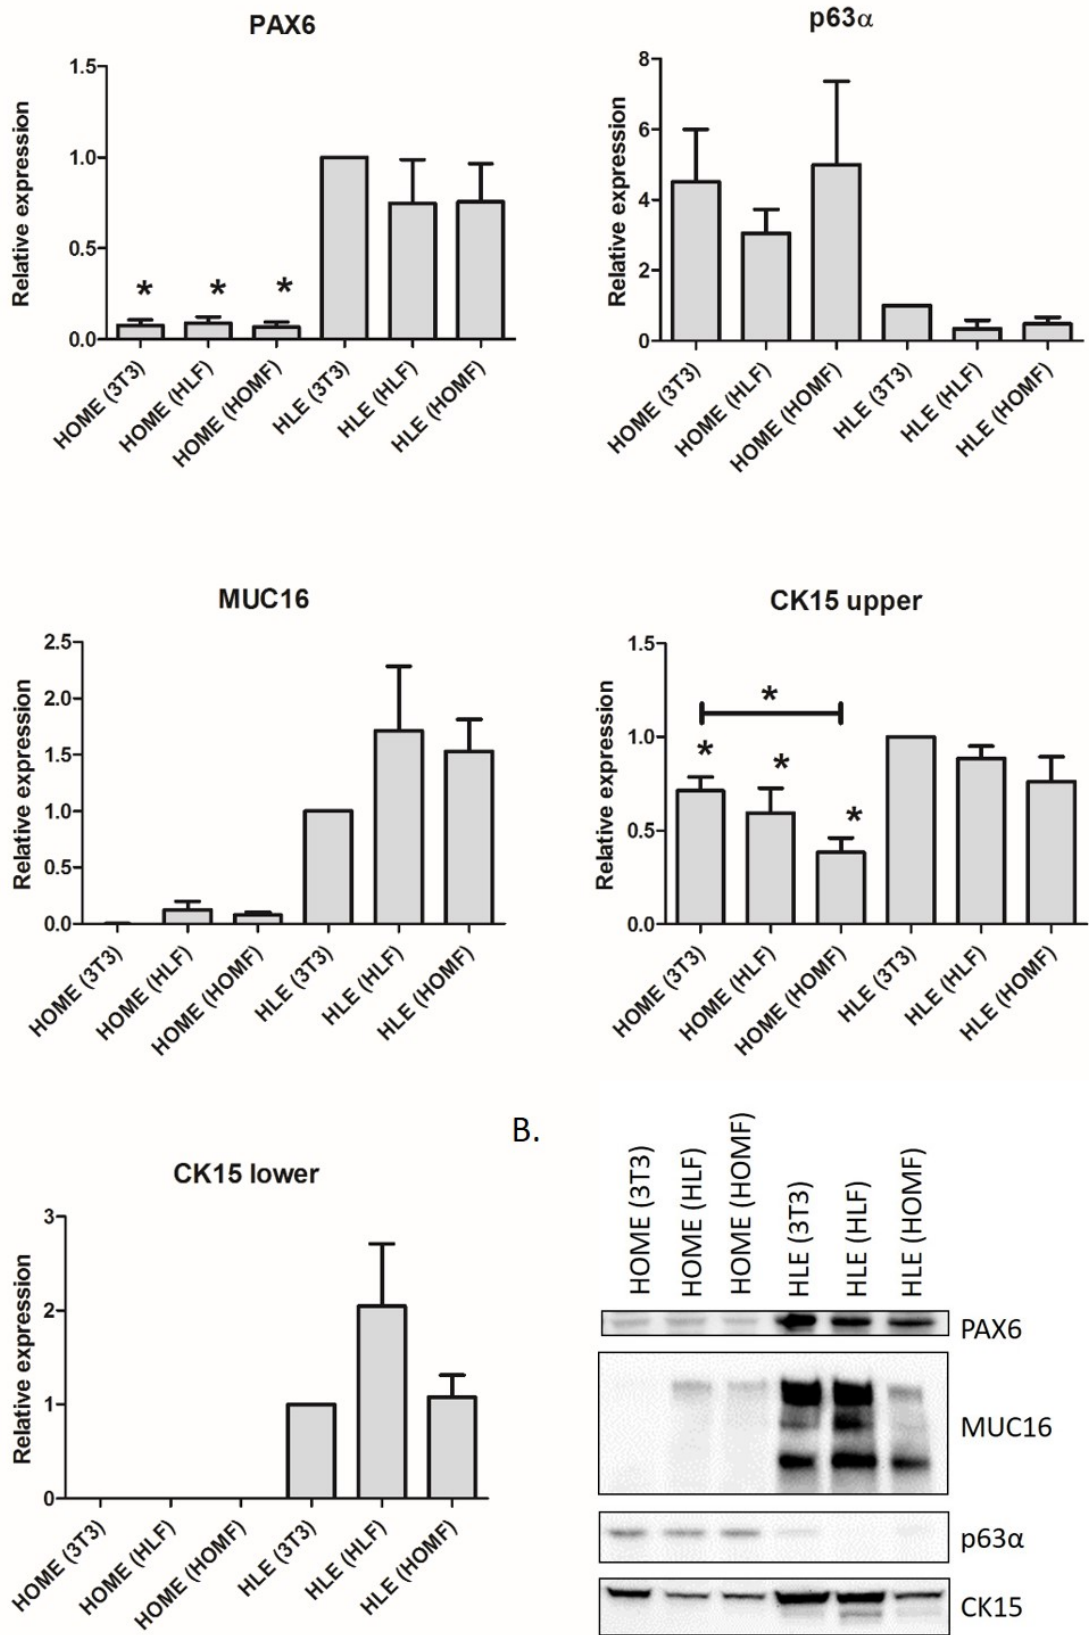 PAX6
Relative expression
1.5
1.0
0.5
0.0
* * *
HOME (3T3)
HOME (HLF)
HOME (HOMF)
HLE (3T3)
HLE (HLF)
HLE (HOMF)
p63α
Relative expression
8
6
4
2
0
HOME (3T3)
HOME (HLF)
HOME (HOMF)
HLE (3T3)
HLE (HLF)
HLE (HOMF)
MUC16
Relative expression
2.5
2.0
1.5
1.0
0.5
0.0
HOME (3T3)
HOME (HLF)
HOME (HOMF)
HLE (3T3)
HLE (HLF)
HLE (HOMF)
CK15 upper
Relative expression
1.5
1.0
0.5
0.0
*
* * *
HOME (3T3)
HOME (HLF)
HOME (HOMF)
HLE (3T3)
HLE (HLF)
HLE (HOMF)
CK15 lower
Relative expression
3
2
1
0
HOME (3T3)
HOME (HLF)
HOME (HOMF)
HLE (3T3)
HLE (HLF)
HLE (HOMF)
B.
HOME (3T3)
HOME (HLF)
HOME (HOMF)
HLE (3T3)
HLE (HLF)
HLE (HOMF)
PAX6
MUC16
p63α
CK15